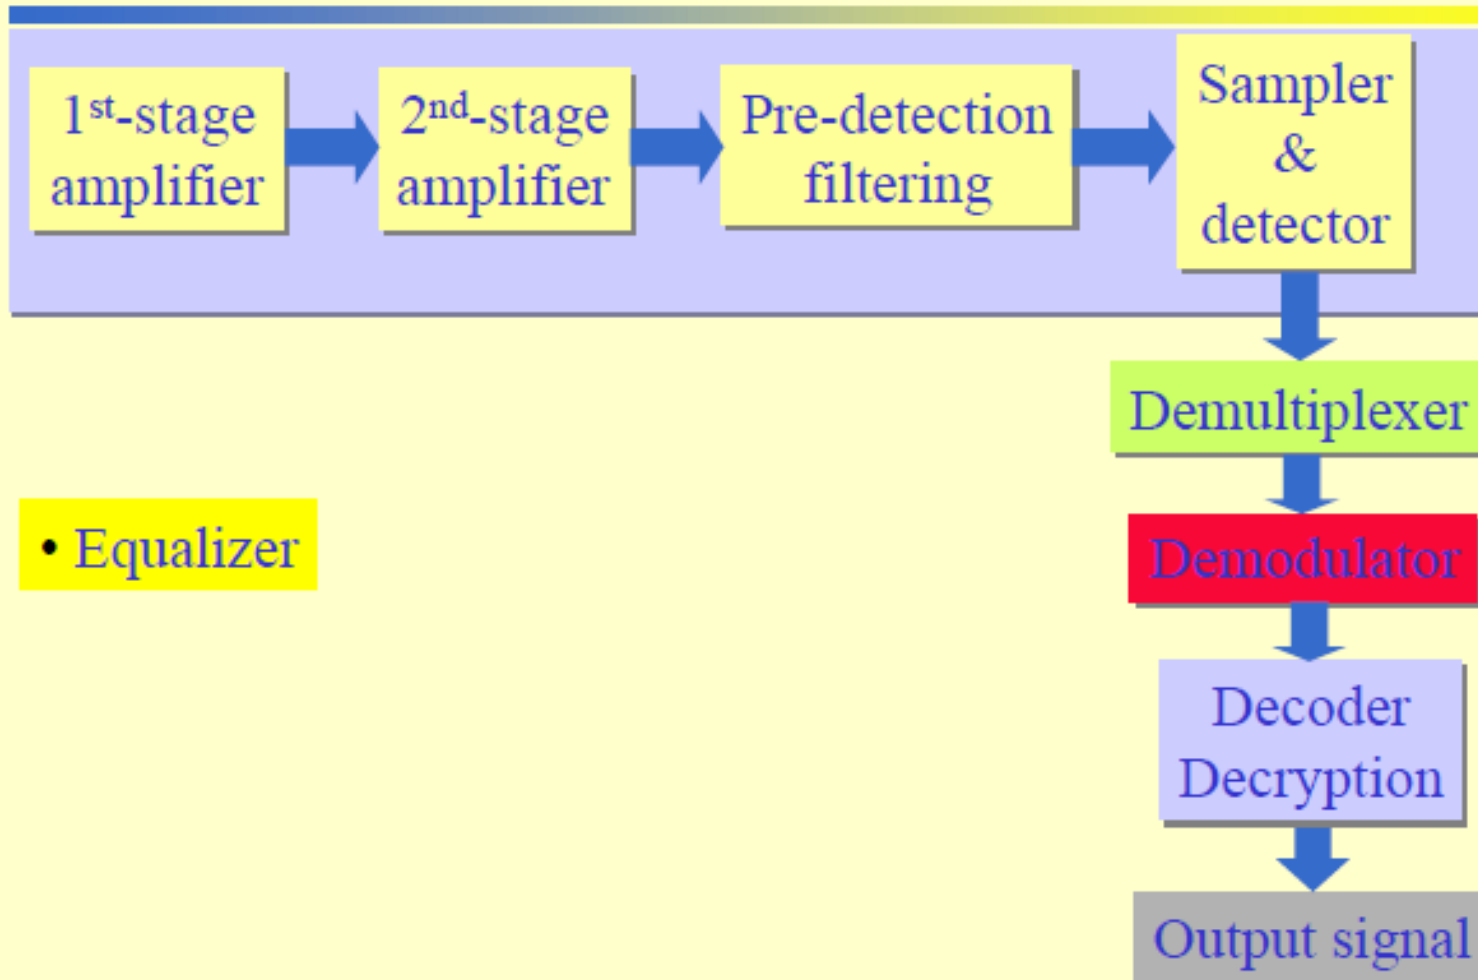 1st-stage
amplifier
2nd-stage
amplifier
Pre-detection
filtering
Sampler
&
detector
Demultiplexer
• Equalizer
Demodulator
Decoder
Decryption
Output signal